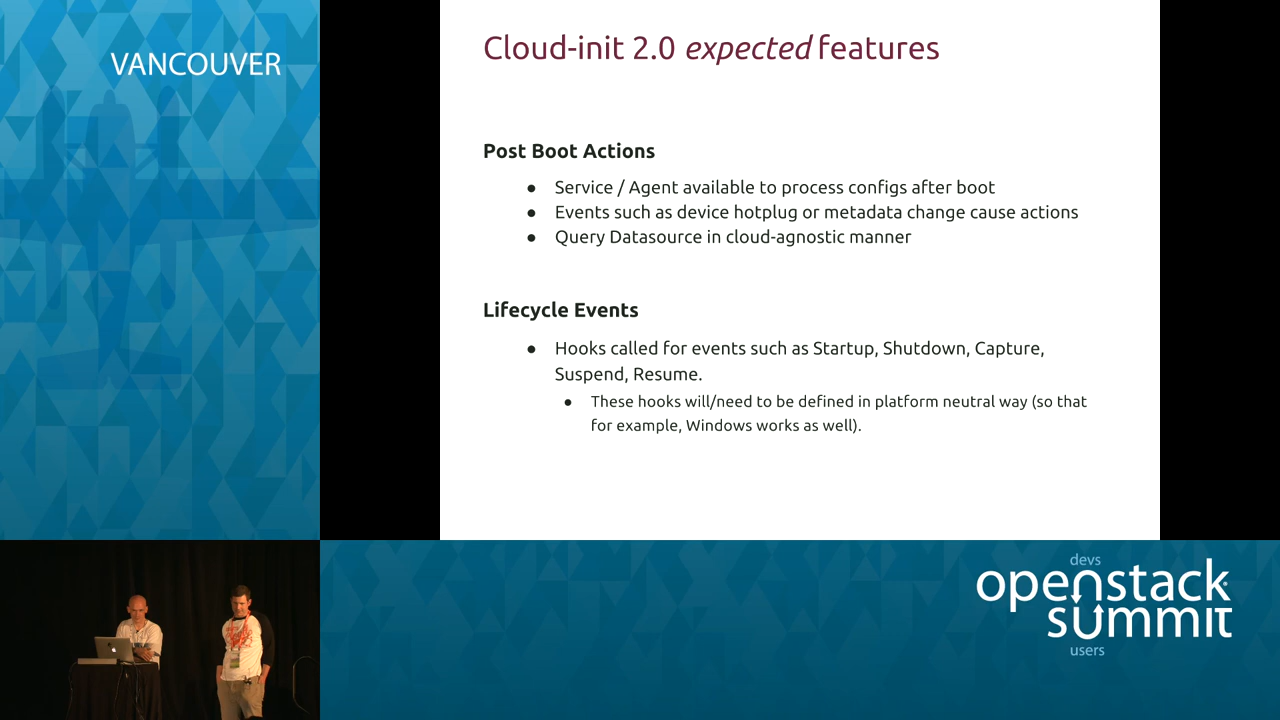 VANCOUVER
Cloud-init 2.0 expected features
Post Boot Actions
● Service / Agent available to process configs after boot
● Events such as device hotplug or metadata change cause actions
● Query Datasource in cloud-agnostic manner
Lifecycle Events
● Hooks called for events such as Startup, Shutdown, Capture,
Suspend, Resume.
● These hooks will/need to be defined in platform neutral way (so that
for example, Windows works as well).
devs
openstack
summit
users